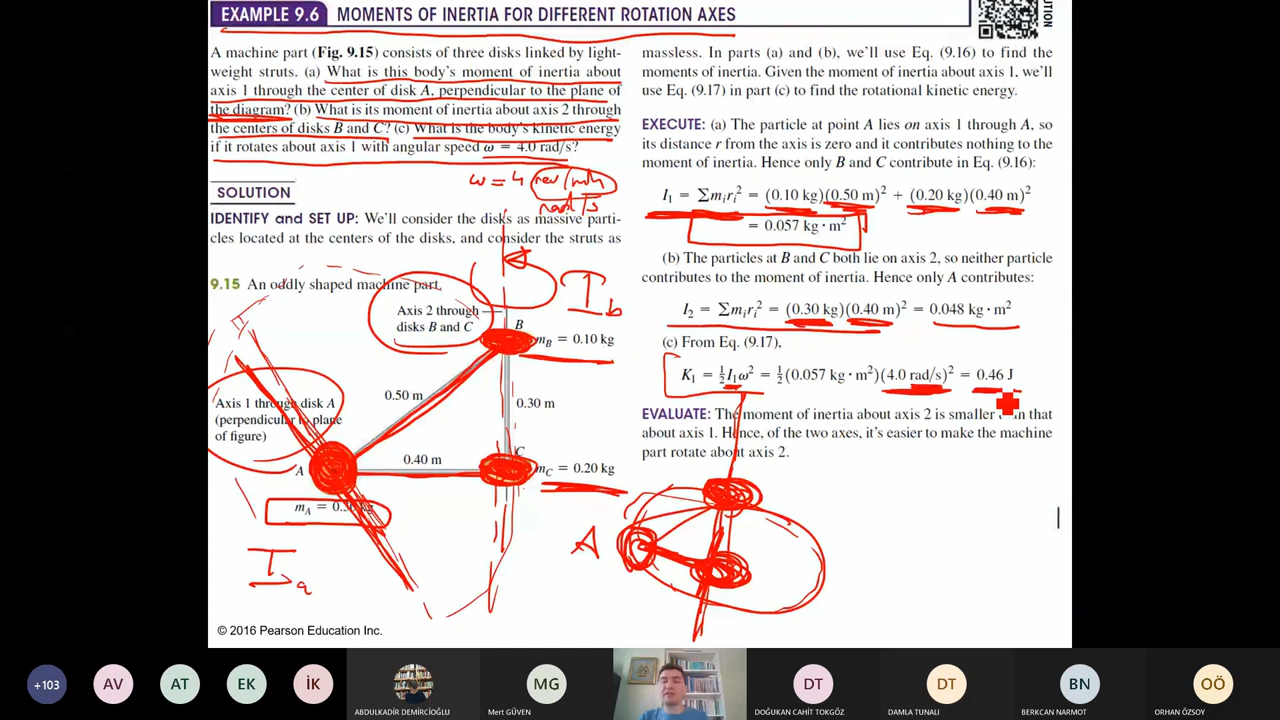 EXAMPLE 9.6 MOMENTS OF INERTIA FOR DIFFERENT ROTATION AXES
A machine part (Fig. 9.15) consists of three disks linked by light-
weight struts. (a) What is this body's moment of inertia about
axis 1 through the center of disk A, perpendicular to the plane of
the diagram? (b) What is its moment of inertia about axis 2 through
the centers of disks B and C? (c) What is the body's kinetic energy
if it rotates about axis 1 with angular speed ω = 4.0 rad/s?
ω = 4
rad/s
SOLUTION
IDENTIFY and SET UP: We'll consider the disks as massive parti-
cles located at the centers of the disks, and consider the struts as
massless. In parts (a) and (b), we'll use Eq. (9.16) to find the
moments of inertia. Given the moment of inertia about axis 1, we'll
use Eq. (9.17) in part (c) to find the rotational kinetic energy.
EXECUTE: (a) The particle at point A lies on axis 1 through A, so
its distance r from the axis is zero and it contributes nothing to the
moment of inertia. Hence only B and C contribute in Eq. (9.16):
I₁ = Σmᵢrᵢ² = (0.10 kg)(0.50 m)² + (0.20 kg)(0.40 m)²
= 0.057 kg · m²
(b) The particles at B and C both lie on axis 2, so neither particle
contributes to the moment of inertia. Hence only A contributes:
I₂ = Σmᵢrᵢ² = (0.30 kg)(0.40 m)² = 0.048 kg · m²
(c) From Eq. (9.17),
K₁ = ½I₁ω² = ½(0.057 kg · m²)(4.0 rad/s)² = 0.46 J
EVALUATE: The moment of inertia about axis 2 is smaller than that
about axis 1. Hence, of the two axes, it's easier to make the machine
part rotate about axis 2.
9.15 An oddly shaped machine part.
Axis 2 through
disks B and C
I b
B
mB = 0.10 kg
0.50 m
0.30 m
Axis 1 through disk A
(perpendicular to plane
of figure)
A
0.40 m
C
mC = 0.20 kg
mA = 0.30 kg
I a
A
© 2016 Pearson Education Inc.
UTION
+103
AV
AT
EK
İK
ABDULKADİR DEMİRCİOĞLU
MG
Mert GÜVEN
DT
DOĞUKAN CAHİT TOKGÖZ
DT
DAMLA TUNALI
BN
BERKCAN NARMOT
OÖ
ORHAN ÖZSOY